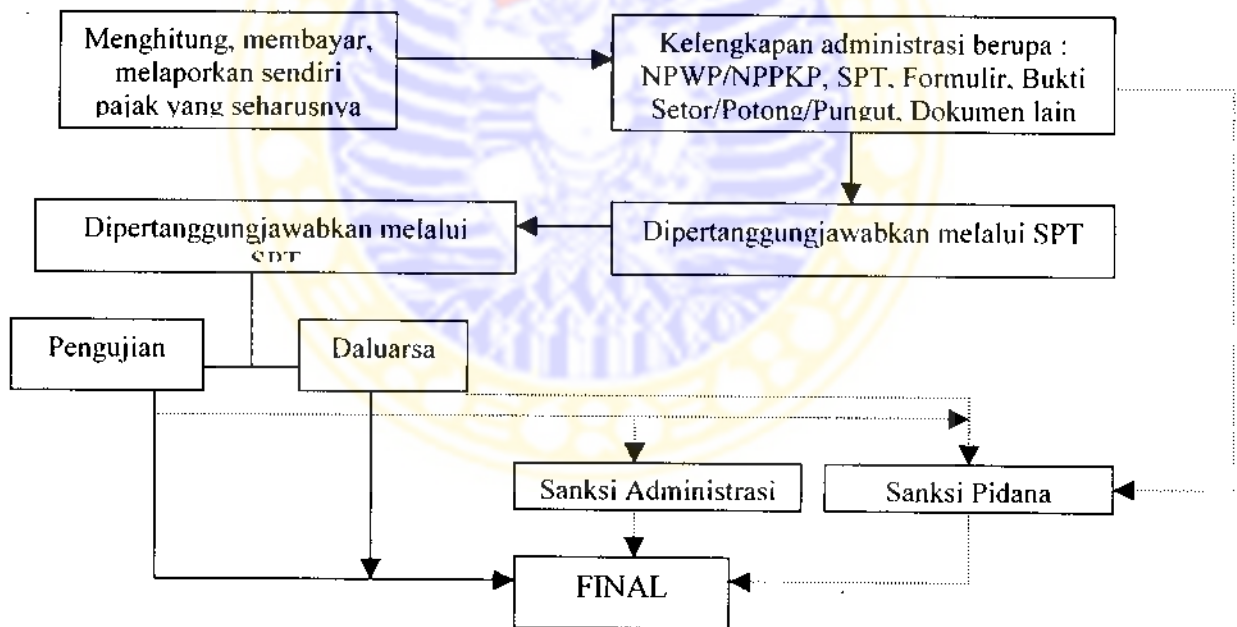 Menghitung, membayar,
melaporkan sendiri
pajak yang seharusnya
Kelengkapan administrasi berupa :
NPWP/NPPKP, SPT, Formulir, Bukti
Setor/Potong/Pungut, Dokumen lain
Dipertanggungjawabkan melalui
SPT
Dipertanggungjawabkan melalui SPT
Pengujian
Daluarsa
Sanksi Administrasi
Sanksi Pidana
FINAL